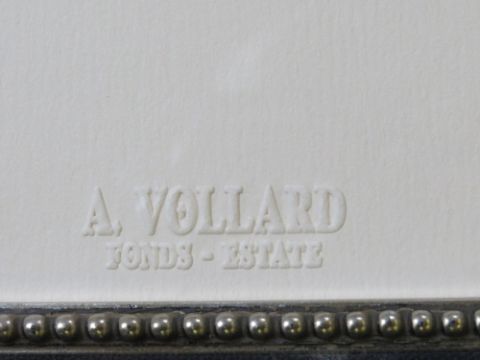 A. VOLLARD
FONDS - ESTATE